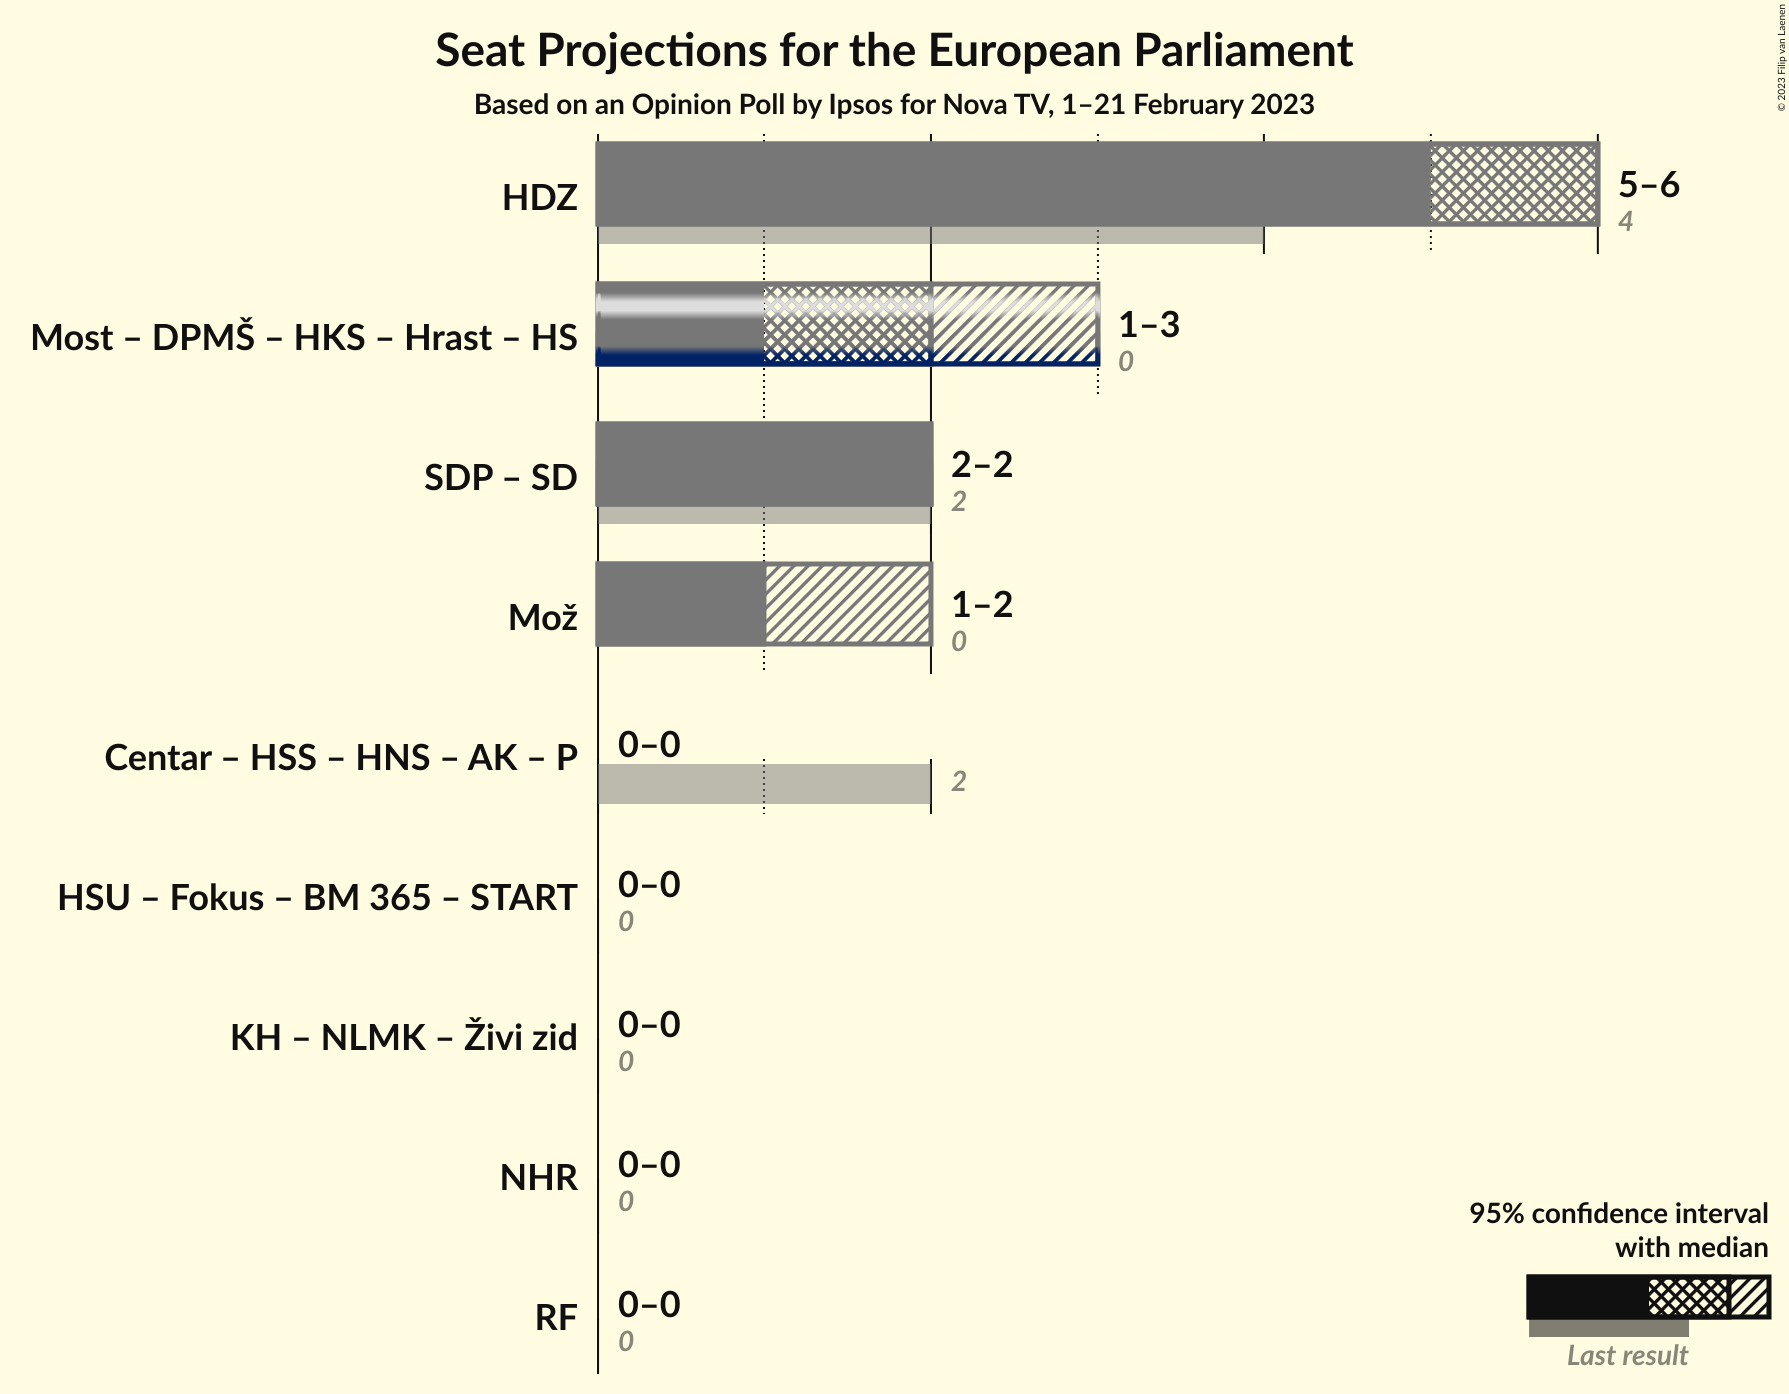 Seat Projections for the European Parliament
Based on an Opinion Poll by Ipsos for Nova TV, 1–21 February 2023
© 2023 Filip van Laenen
HDZ
5–6
4
Most – DPMŠ – HKS – Hrast – HS
1–3
0
SDP – SD
2–2
2
Mož
1–2
0
Centar – HSS – HNS – AK – P
0–0
2
HSU – Fokus – BM 365 – START
0–0
0
KH – NLMK – Živi zid
0–0
0
NHR
0–0
0
RF
0–0
0
95% confidence interval
with median
Last result